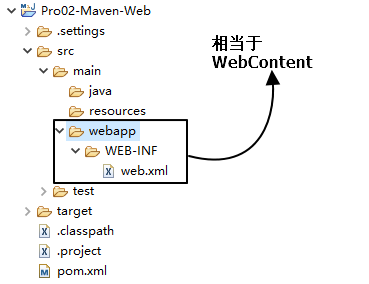 Pro02-Maven-Web
.settings
src
main
java
resources
webapp
WEB-INF
web.xml
test
target
.classpath
.project
pom.xml
相当于
WebContent